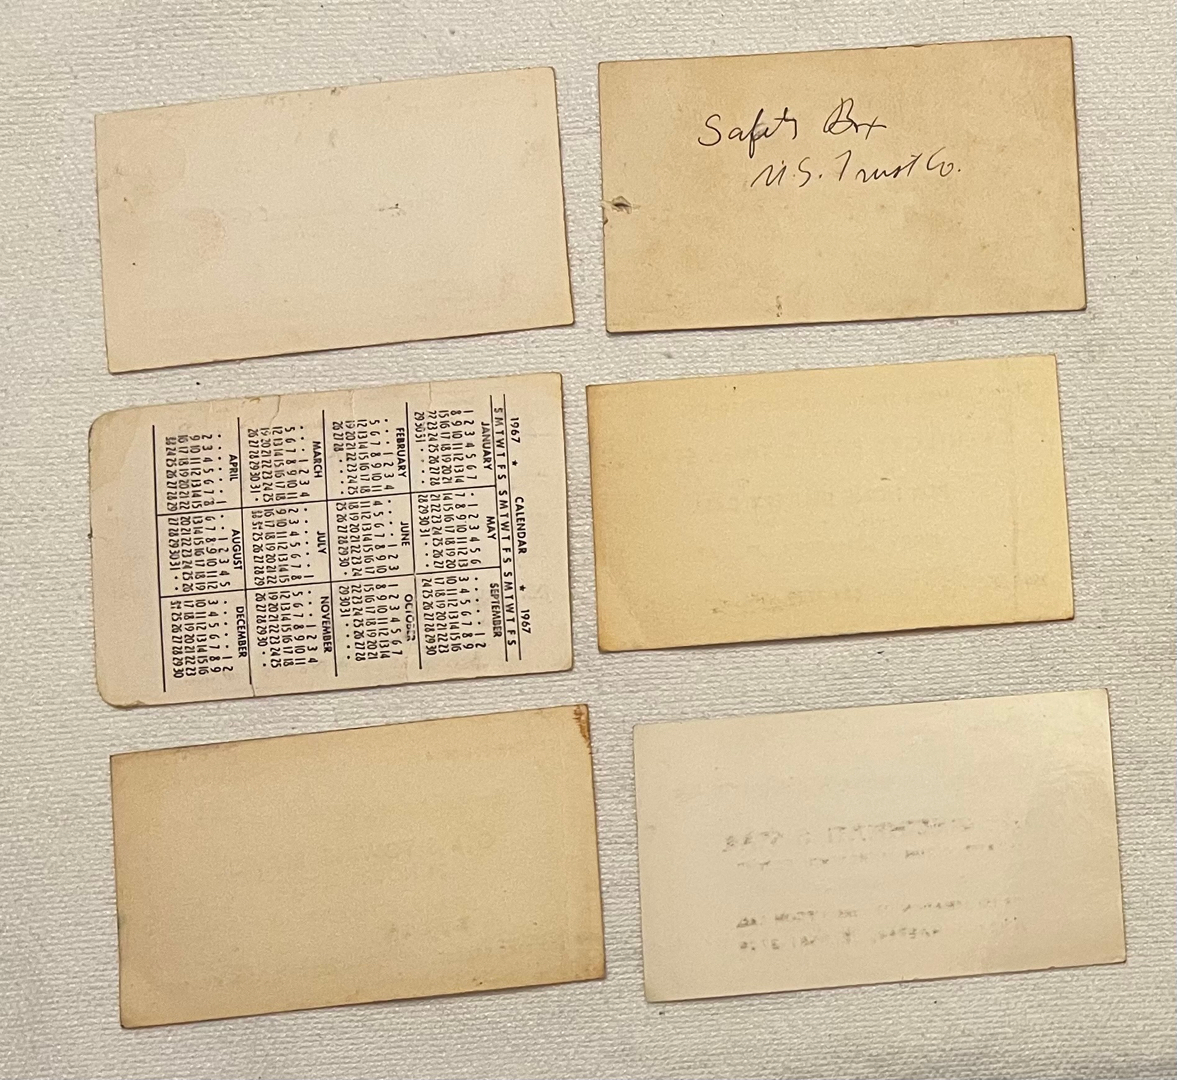 Safety Box
U.S. Trust Co.
1967 ★ CALENDAR ★ 1967
S M T W T F S S M T W T F S S M T W T F S
JANUARY MAY SEPTEMBER
1 2 3 4 5 6 7 · 1 2 3 4 5 6 · · · · · 1 2
8 9 10 11 12 13 14 7 8 9 10 11 12 13 3 4 5 6 7 8 9
15 16 17 18 19 20 21 14 15 16 17 18 19 20 10 11 12 13 14 15 16
22 23 24 25 26 27 28 21 22 23 24 25 26 27 17 18 19 20 21 22 23
29 30 31 · · · · 28 29 30 31 · · · 24 25 26 27 28 29 30
FEBRUARY JUNE OCTOBER
· · · 1 2 3 4 · · · · 1 2 3 1 2 3 4 5 6 7
5 6 7 8 9 10 11 4 5 6 7 8 9 10 8 9 10 11 12 13 14
12 13 14 15 16 17 18 11 12 13 14 15 16 17 15 16 17 18 19 20 21
19 20 21 22 23 24 25 18 19 20 21 22 23 24 22 23 24 25 26 27 28
26 27 28 · · · · 25 26 27 28 29 30 · 29 30 31 · · · ·
MARCH JULY NOVEMBER
· · · 1 2 3 4 · · · · · · 1 · · · 1 2 3 4
5 6 7 8 9 10 11 2 3 4 5 6 7 8 5 6 7 8 9 10 11
12 13 14 15 16 17 18 9 10 11 12 13 14 15 12 13 14 15 16 17 18
19 20 21 22 23 24 25 16 17 18 19 20 21 22 19 20 21 22 23 24 25
26 27 28 29 30 31 · 23/30 24/31 25 26 27 28 29 26 27 28 29 30 · ·
APRIL AUGUST DECEMBER
· · · · · · 1 · · 1 2 3 4 5 · · · · · 1 2
2 3 4 5 6 7 8 6 7 8 9 10 11 12 3 4 5 6 7 8 9
9 10 11 12 13 14 15 13 14 15 16 17 18 19 10 11 12 13 14 15 16
16 17 18 19 20 21 22 20 21 22 23 24 25 26 17 18 19 20 21 22 23
23/30 24 25 26 27 28 29 27 28 29 30 31 · · 24/31 25 26 27 28 29 30